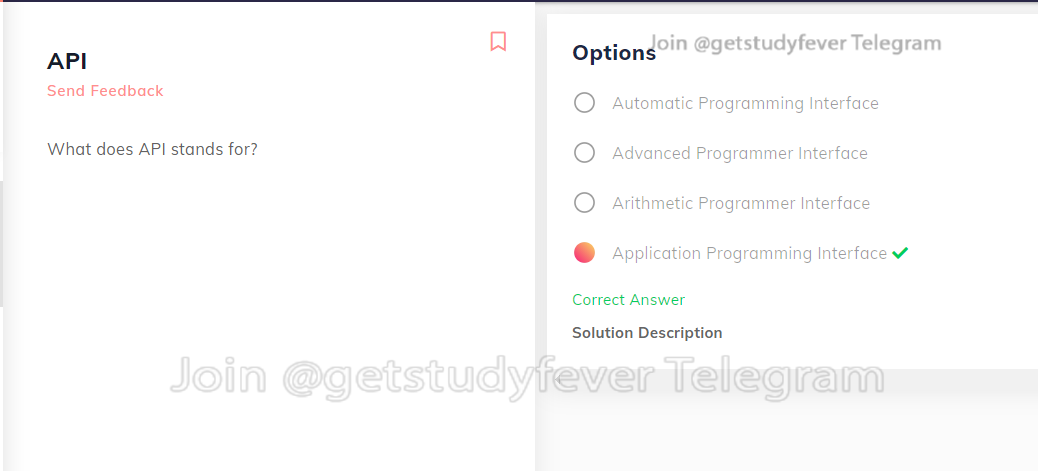 API
Send Feedback
What does API stands for?
Join @getstudyfever Telegram
Options
Automatic Programming Interface
Advanced Programmer Interface
Arithmetic Programmer Interface
Application Programming Interface
Correct Answer
Solution Description
Join @getstudyfever Telegram